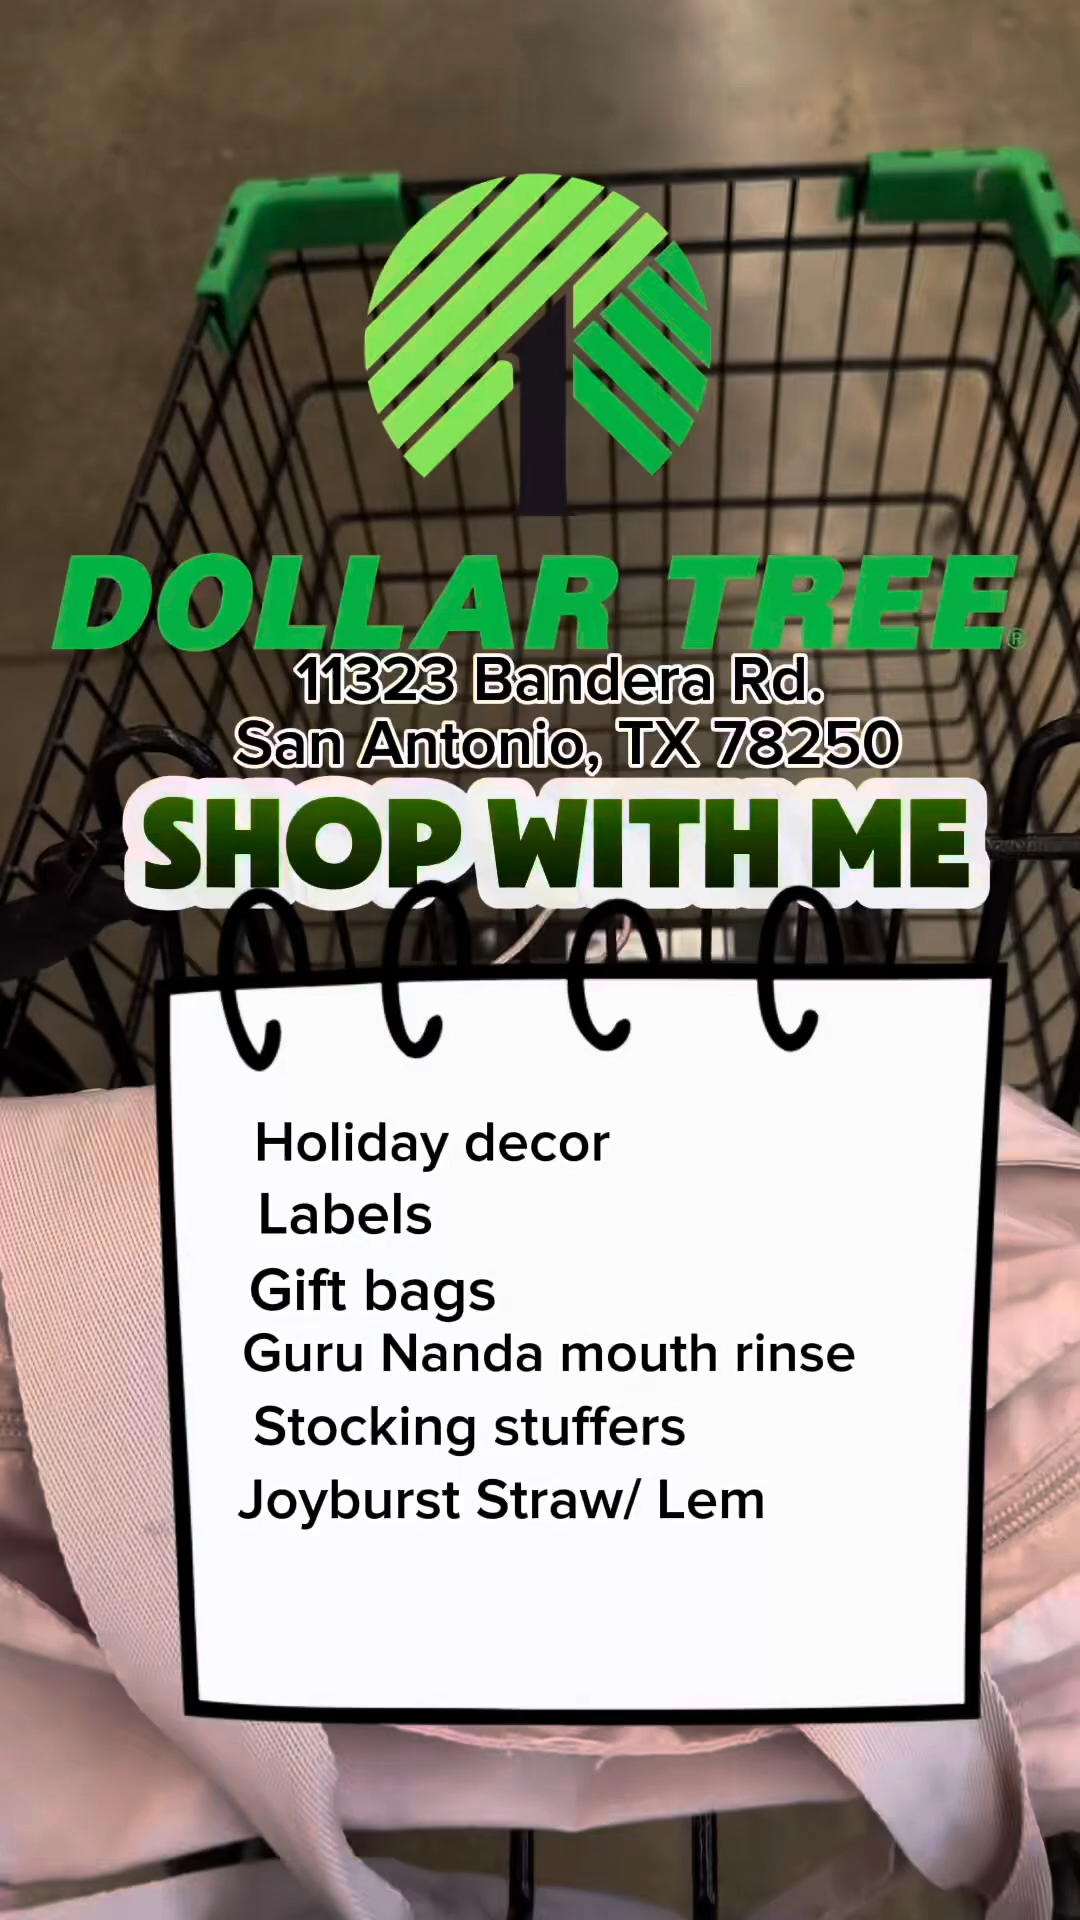 DOLLAR TREE®
11323 Bandera Rd.
San Antonio, TX 78250
SHOP WITH ME
Holiday decor
Labels
Gift bags
Guru Nanda mouth rinse
Stocking stuffers
Joyburst Straw/ Lem